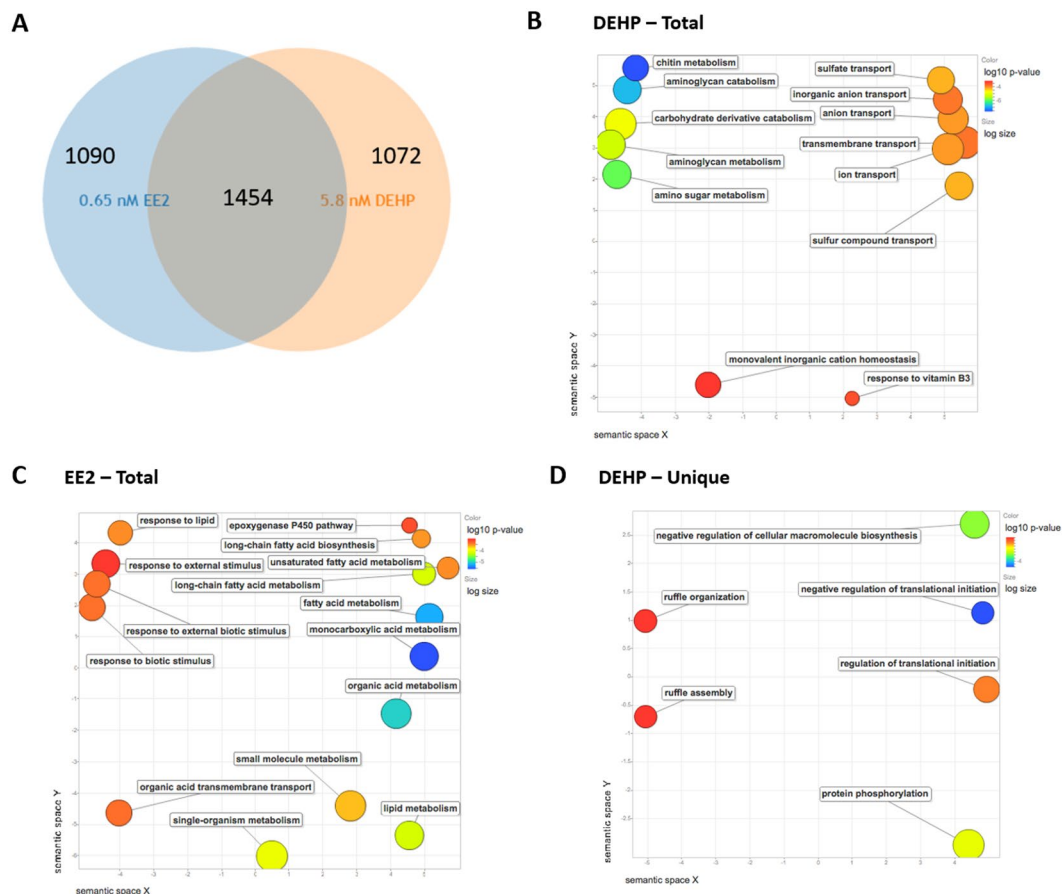 A
1090
1072
1454
0.65 nM EE2
5.8 nM DEHP
B
DEHP – Total
chitin metabolism
aminoglycan catabolism
carbohydrate derivative catabolism
aminoglycan metabolism
amino sugar metabolism
sulfate transport
inorganic anion transport
anion transport
transmembrane transport
ion transport
sulfur compound transport
monovalent inorganic cation homeostasis
response to vitamin B3
Color
log10 p-value
Size
log size
semantic space Y
semantic space X
C
EE2 – Total
response to lipid
epoxygenase P450 pathway
long-chain fatty acid biosynthesis
response to external stimulus
unsaturated fatty acid metabolism
long-chain fatty acid metabolism
fatty acid metabolism
response to external biotic stimulus
monocarboxylic acid metabolism
response to biotic stimulus
organic acid metabolism
small molecule metabolism
organic acid transmembrane transport
lipid metabolism
single-organism metabolism
Color
log10 p-value
Size
log size
semantic space Y
semantic space X
D
DEHP – Unique
negative regulation of cellular macromolecule biosynthesis
ruffle organization
negative regulation of translational initiation
regulation of translational initiation
ruffle assembly
protein phosphorylation
Color
log10 p-value
Size
log size
semantic space Y
semantic space X